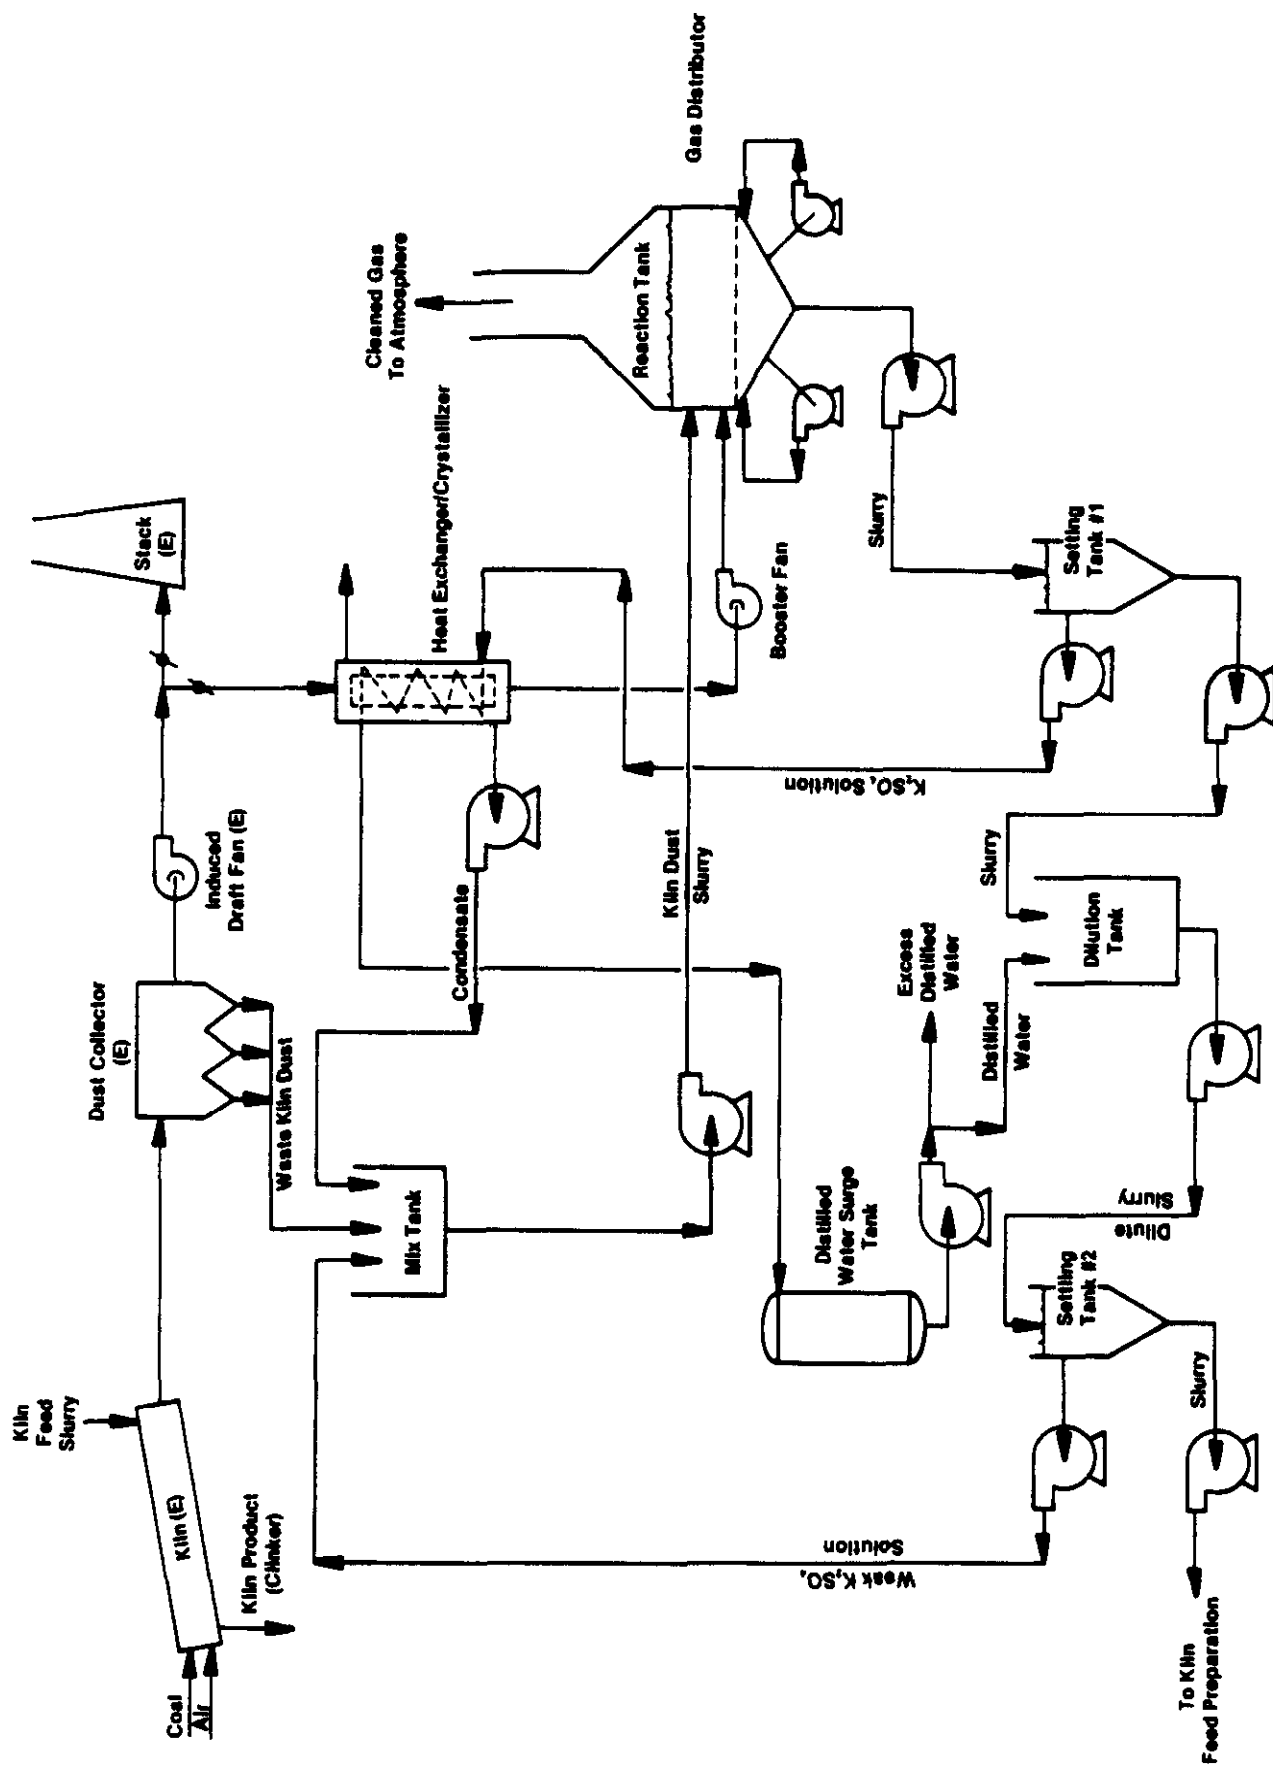 Kiln
Feed
Slurry
Coal
Air
Kiln (E)
Kiln Product
(Clinker)
Dust Collector
(E)
Waste Kiln Dust
Induced
Draft Fan (E)
Stack
(E)
Heat Exchanger/Crystallizer
Condensate
Mix Tank
Kiln Dust
Slurry
Cleaned Gas
To Atmosphere
Reaction Tank
Gas Distributor
Booster Fan
K₂SO₄ Solution
Slurry
Settling
Tank #1
Slurry
Dilution
Tank
Distilled
Water
Excess
Distilled
Water
Distilled
Water Surge
Tank
Dilute
Slurry
Settling
Tank #2
Slurry
Weak K₂SO₄
Solution
To Kiln
Feed Preparation